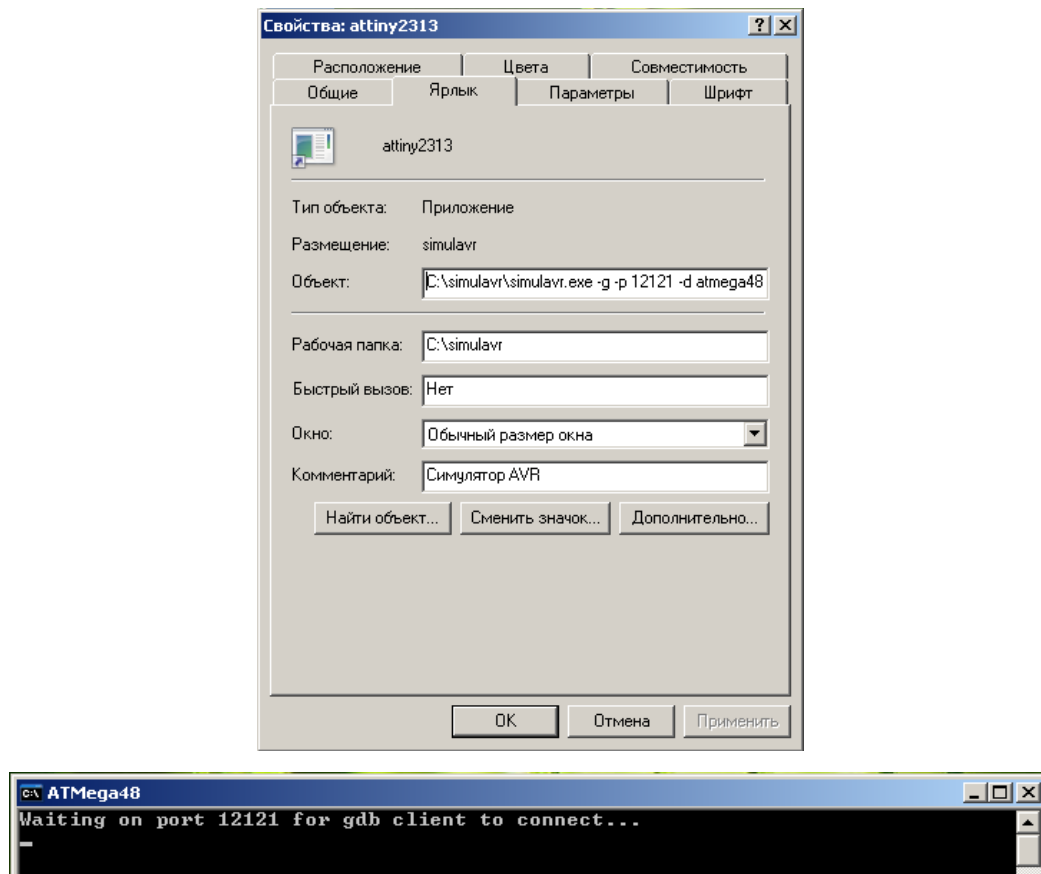 Свойства: attiny2313
Расположение Цвета Совместимость
Общие Ярлык Параметры Шрифт
attiny2313
Тип объекта: Приложение
Размещение: simulavr
Объект: C:\simulavr\simulavr.exe -g -p 12121 -d atmega48
Рабочая папка: C:\simulavr
Быстрый вызов: Нет
Окно: Обычный размер окна
Комментарий: Симулятор AVR
Найти объект... Сменить значок... Дополнительно...
OK Отмена Применить
ATMega48
Waiting on port 12121 for gdb client to connect...